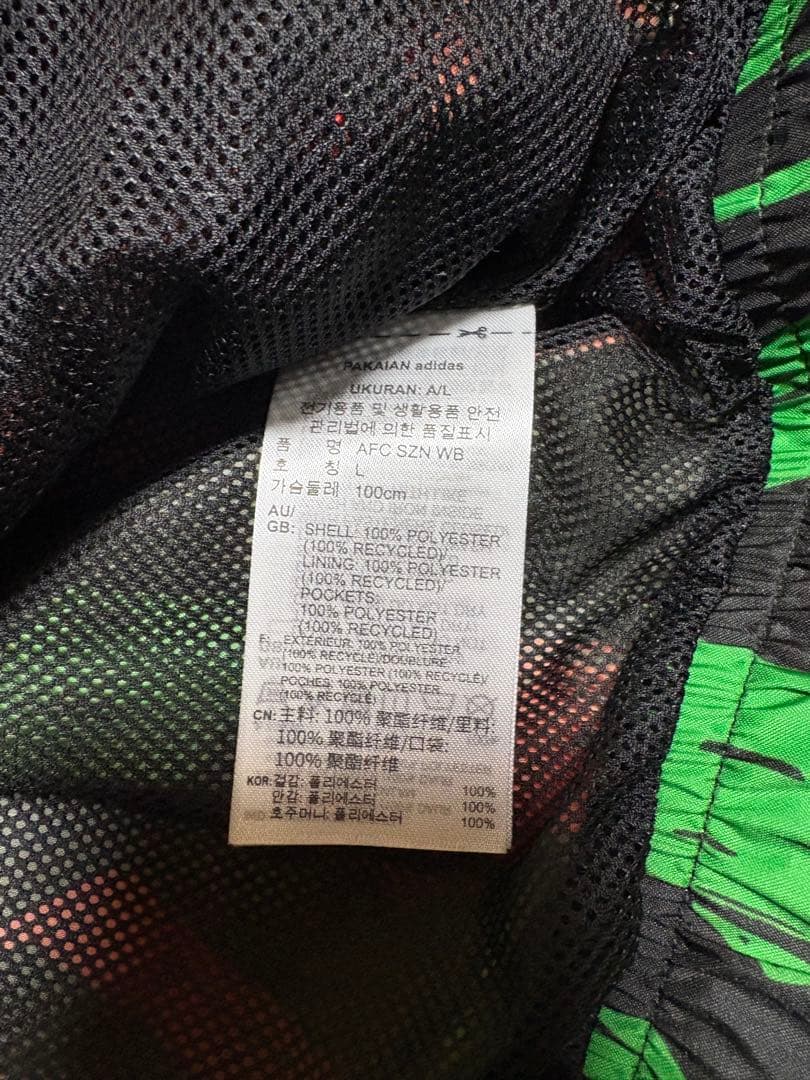 PAKAIAN adidas
UKURAN: A/L
전기용품 및 생활용품 안전
관리법에 의한 품질표시
품 명 AFC SZN WB
호 칭 L
가슴둘레 100cm
AU/
GB: SHELL: 100% POLYESTER
(100% RECYCLED)/
LINING: 100% POLYESTER
(100% RECYCLED)/
POCKETS:
100% POLYESTER
(100% RECYCLED)
F: EXTÉRIEUR: 100% POLYESTER
(100% RECYCLÉ)/DOUBLURE:
100% POLYESTER (100% RECYCLÉ)/
POCHES: 100% POLYESTER
(100% RECYCLÉ)
CN: 主料: 100% 聚酯纤维/里料:
100% 聚酯纤维/口袋:
100% 聚酯纤维
KOR: 겉감: 폴리에스터 100%
안감: 폴리에스터 100%
호주머니: 폴리에스터 100%